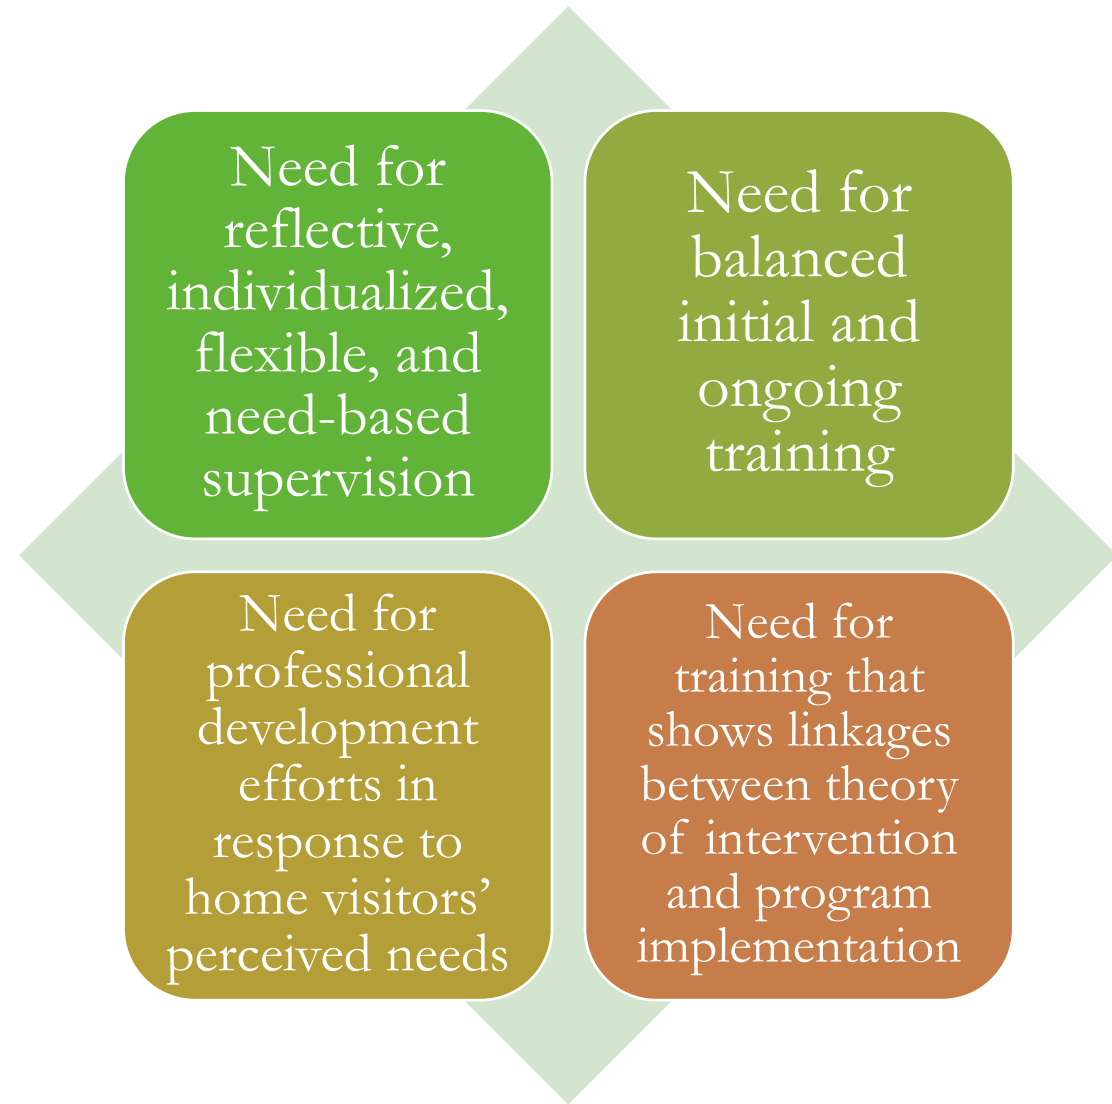 Need for
reflective,
individualized,
flexible, and
need-based
supervision
Need for
balanced
initial and
ongoing
training
Need for
professional
development
efforts in
response to
home visitors’
perceived needs
Need for
training that
shows linkages
between theory
of intervention
and program
implementation